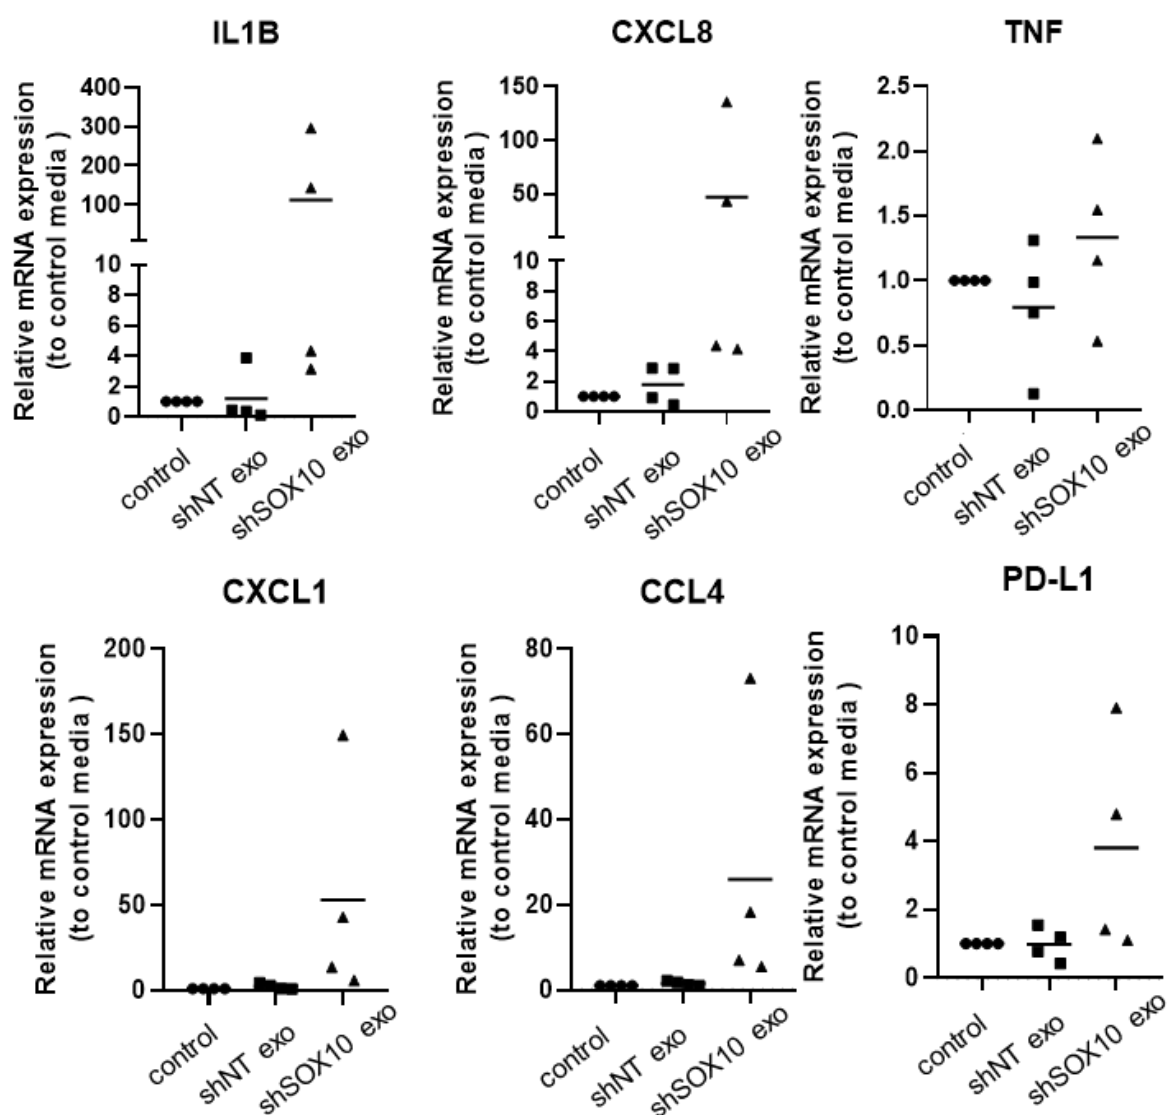 IL1B
Relative mRNA expression
(to control media )
400
300
200
100
10
8
6
4
2
0
control
shNT exo
shSOX10 exo
CXCL8
Relative mRNA expression
(to control media )
150
100
50
10
8
6
4
2
0
control
shNT exo
shSOX10 exo
TNF
Relative mRNA expression
(to control media )
2.5
2.0
1.5
1.0
0.5
0.0
control
shNT exo
shSOX10 exo
CXCL1
Relative mRNA expression
(to control media )
200
150
100
50
0
control
shNT exo
shSOX10 exo
CCL4
Relative mRNA expression
(to control media )
80
60
40
20
0
control
shNT exo
shSOX10 exo
PD-L1
Relative mRNA expression
(to control media )
10
8
6
4
2
0
control
shNT exo
shSOX10 exo